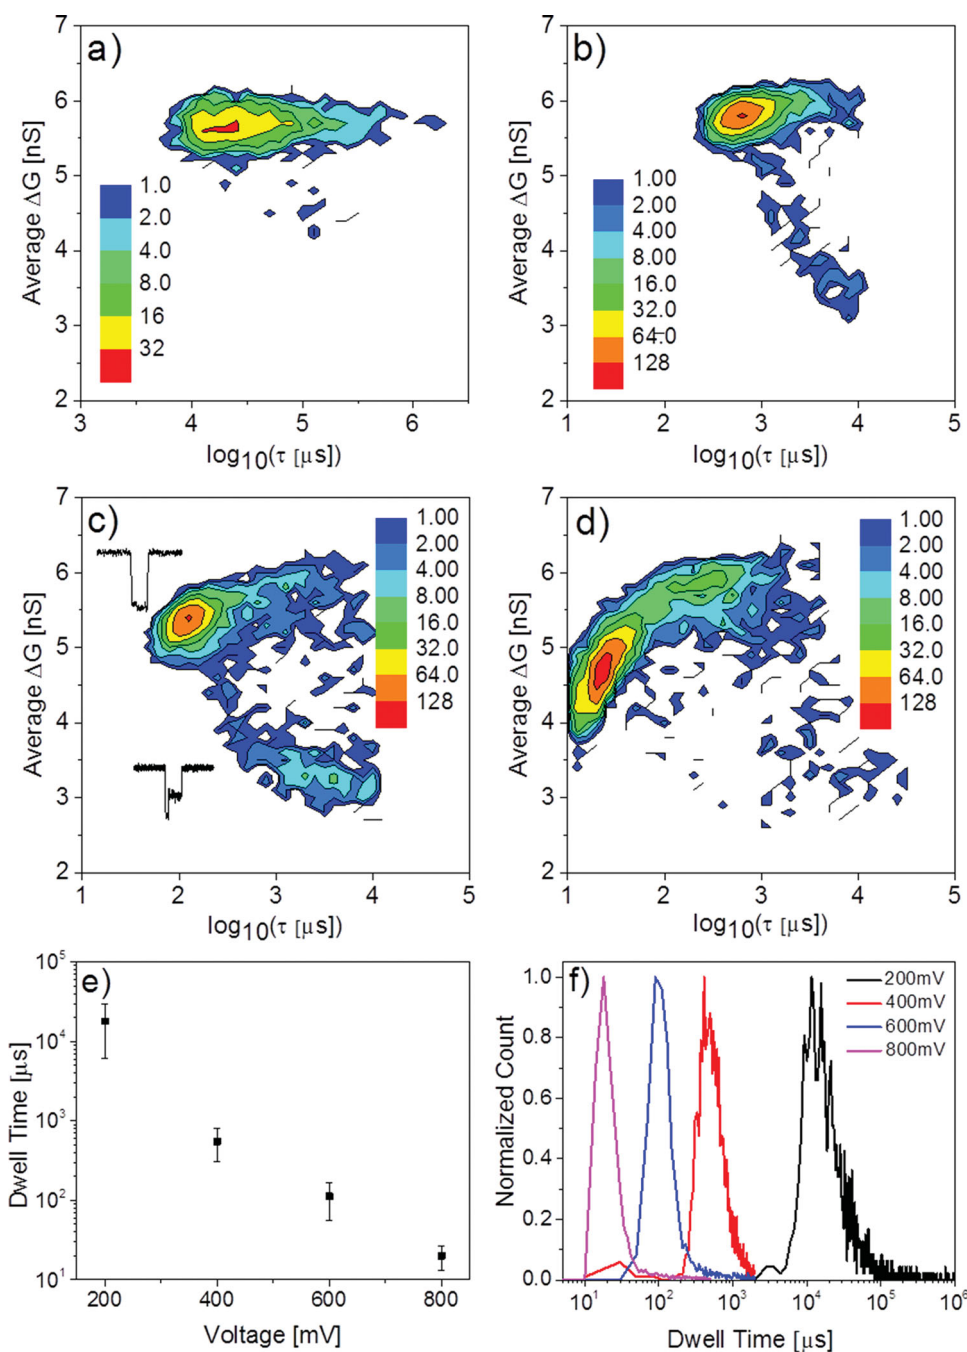 a)
7
6
5
4
3
2
Average ΔG [nS]
1.0
2.0
4.0
8.0
16
32
3 4 5 6
log10(τ [μs])
b)
7
6
5
4
3
2
Average ΔG [nS]
1.00
2.00
4.00
8.00
16.0
32.0
64.0
128
1 2 3 4 5
log10(τ [μs])
c)
7
6
5
4
3
2
Average ΔG [nS]
1.00
2.00
4.00
8.00
16.0
32.0
64.0
128
1 2 3 4 5
log10(τ [μs])
d)
7
6
5
4
3
2
Average ΔG [nS]
1.00
2.00
4.00
8.00
16.0
32.0
64.0
128
1 2 3 4 5
log10(τ [μs])
e)
10^5
10^4
10^3
10^2
10^1
Dwell Time [μs]
200 400 600 800
Voltage [mV]
f)
1.0
0.8
0.6
0.4
0.2
0.0
Normalized Count
200mV
400mV
600mV
800mV
10^1 10^2 10^3 10^4 10^5 10^6
Dwell Time [μs]